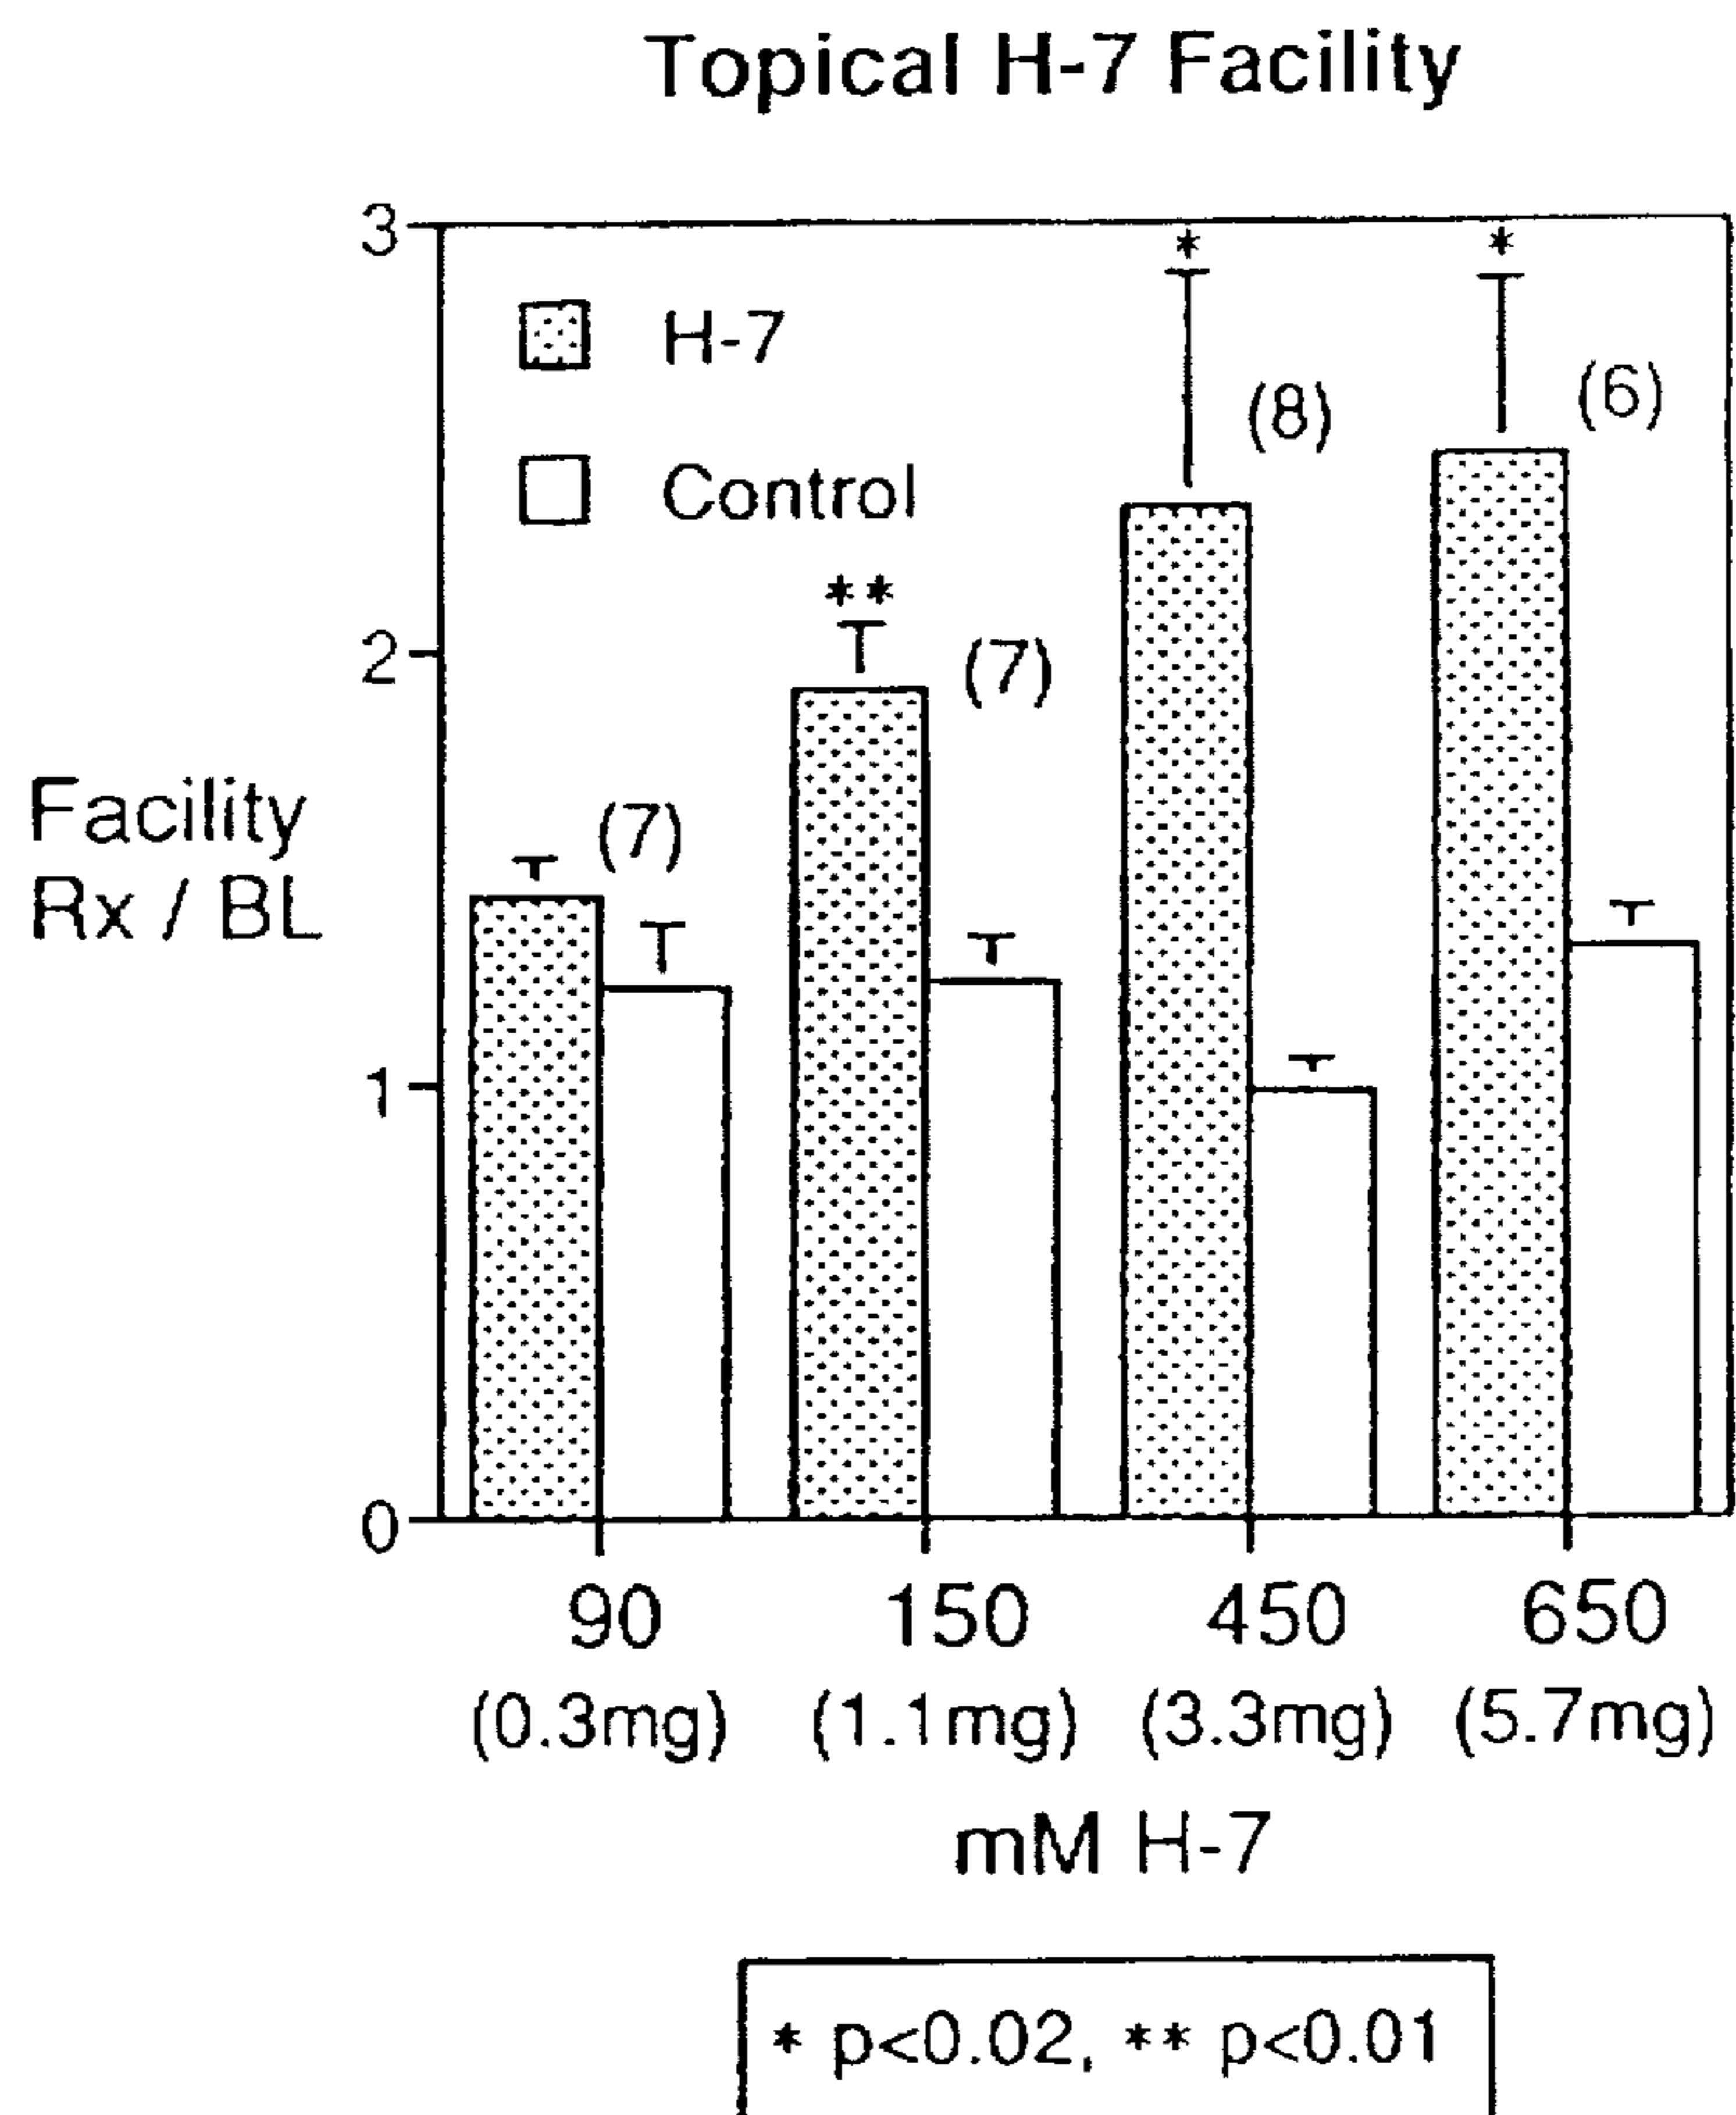 Topical H-7 Facility
3
* *
H-7
(8) (6)
Control
**
2
(7)
Facility
Rx / BL
(7)
1
0
90 150 450 650
(0.3mg) (1.1mg) (3.3mg) (5.7mg)
mM H-7
* p<0.02, ** p<0.01